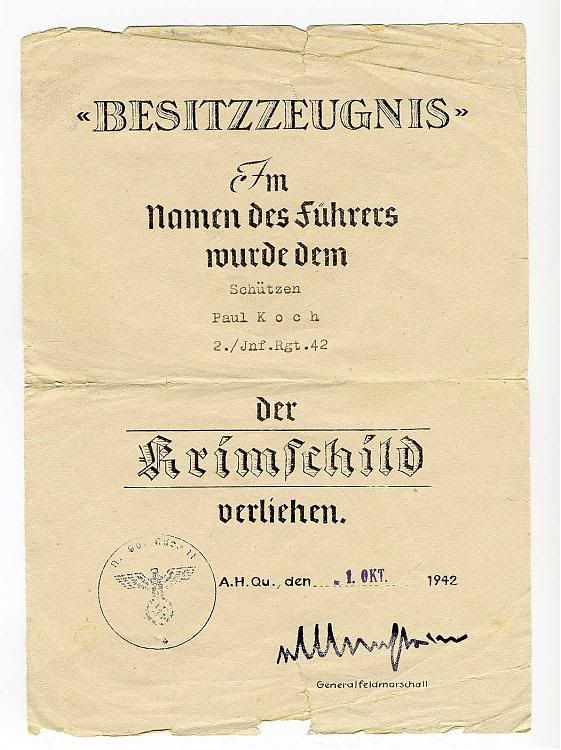 «BESITZZEUGNIS»
Im
Namen des Führers
wurde dem
Schützen
Paul K o c h
2./Jnf.Rgt.42
der
Krimschild
verliehen.
A.H.Qu., den 1. OKT. 1942
Generalfeldmarschall